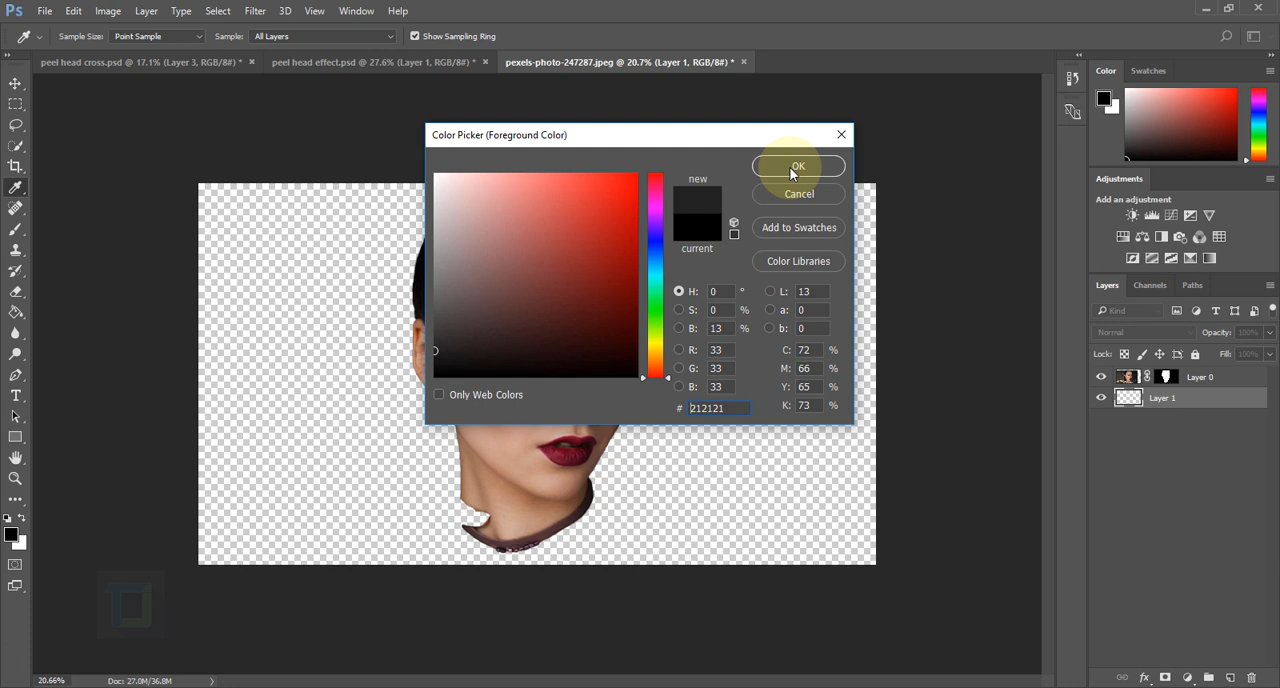 Ps File Edit Image Layer Type Select Filter 3D View Window Help
Sample Size: Point Sample Sample: All Layers Show Sampling Ring
peel head cross.psd @ 17.1% (Layer 3, RGB/8#) * × peel head effect.psd @ 27.6% (Layer 1, RGB/8#) * × pexels-photo-247287.jpeg @ 20.7% (Layer 1, RGB/8#) * ×
Color Swatches
Color Picker (Foreground Color)
new
current
OK
Cancel
Add to Swatches
Color Libraries
H: 0 ° L: 13
S: 0 % a: 0
B: 13 % b: 0
R: 33 C: 72 %
G: 33 M: 66 %
B: 33 Y: 65 %
# 212121 K: 73 %
Only Web Colors
Adjustments
Add an adjustment
Layers Channels Paths
Kind
Normal Opacity: 100%
Lock: Fill: 100%
Layer 0
Layer 1
20.66% Doc: 27.0M/36.8M